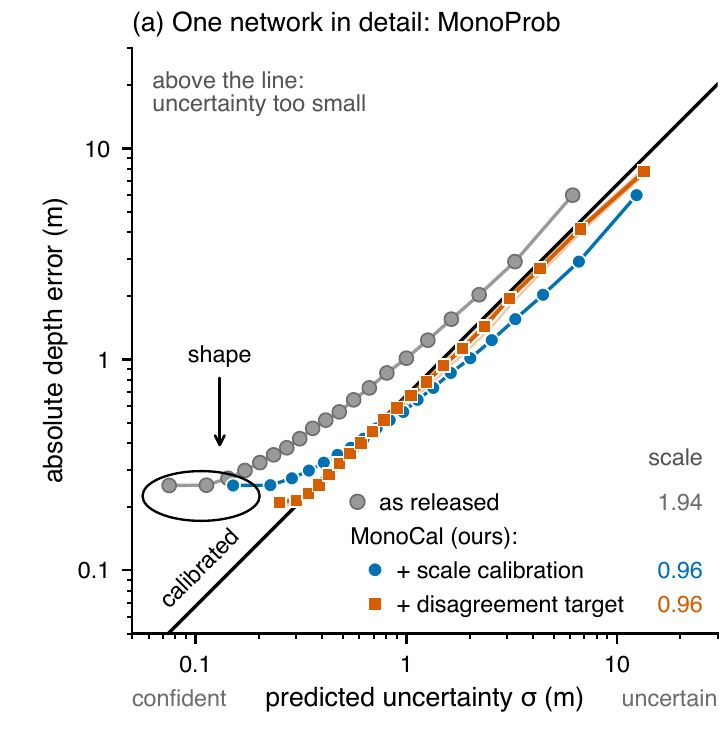 (a) One network in detail: MonoProb
above the line:
uncertainty too small
10
1
0.1
absolute depth error (m)
shape
calibrated
scale
as released 1.94
MonoCal (ours):
+ scale calibration 0.96
+ disagreement target 0.96
0.1 1 10
confident predicted uncertainty σ (m) uncertain